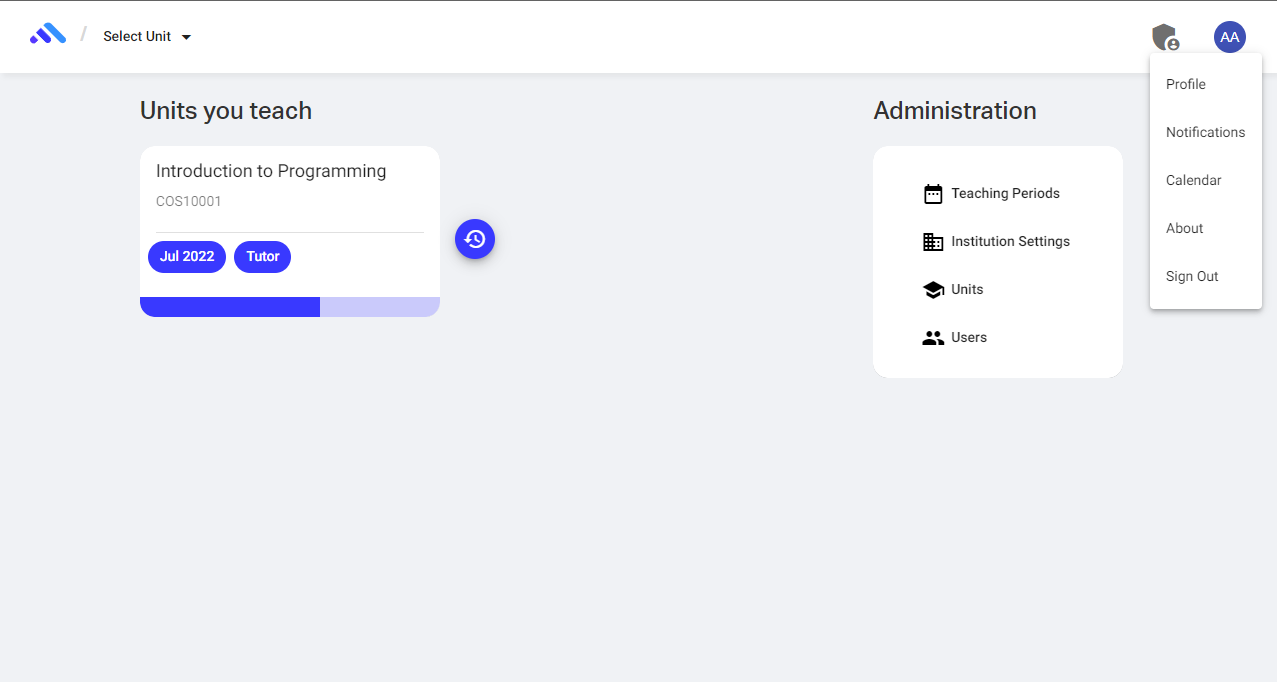 / Select Unit
AA
Profile
Notifications
Calendar
About
Sign Out
Units you teach
Introduction to Programming
COS10001
Jul 2022 Tutor
Administration
Teaching Periods
Institution Settings
Units
Users